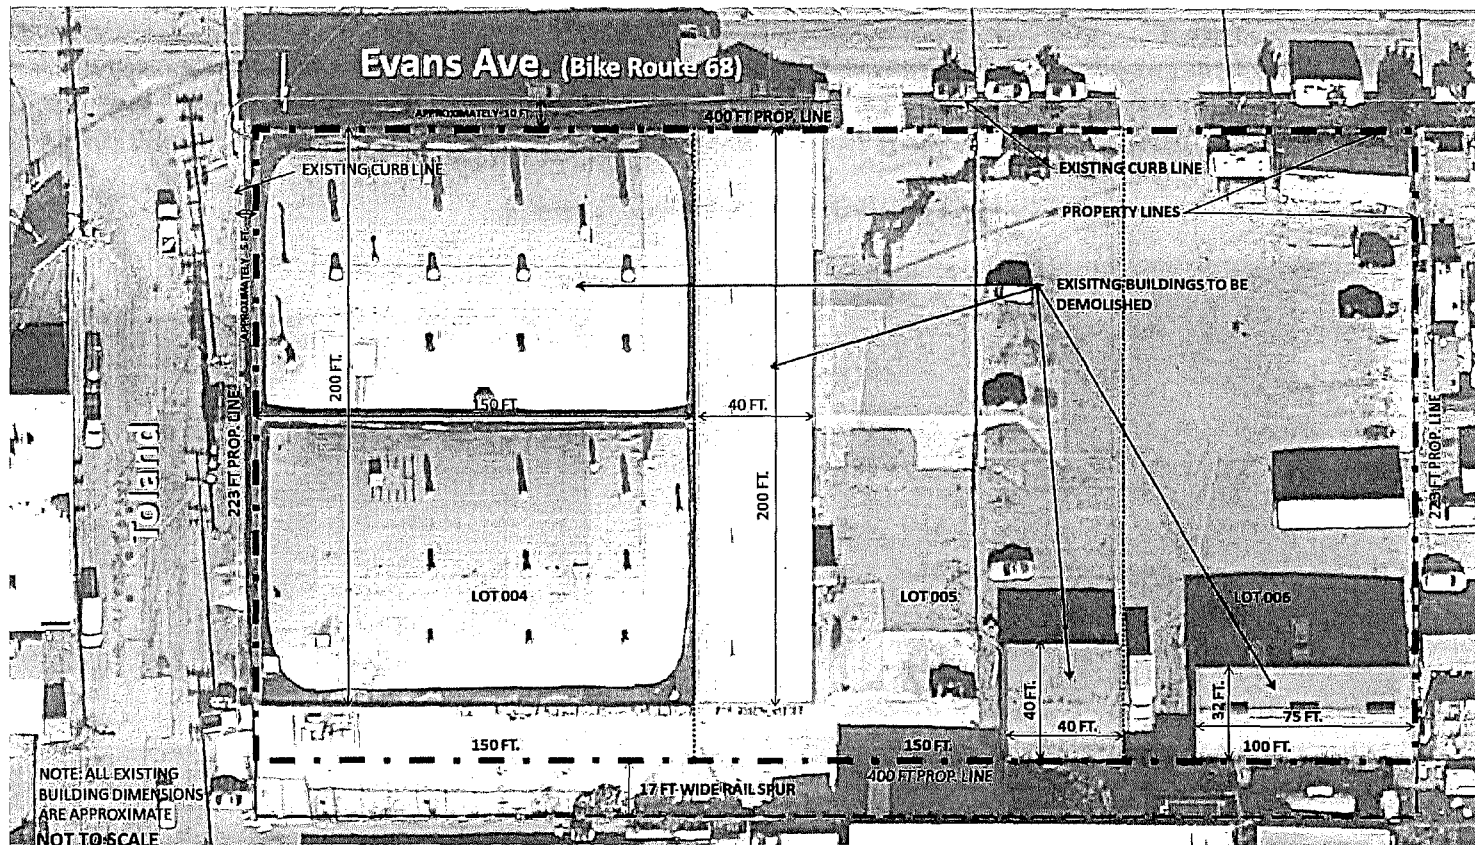 Evans Ave. (Bike Route 68)
APPROXIMATELY 10 FT.
400 FT PROP. LINE
EXISTING CURB LINE
EXISTING CURB LINE
PROPERTY LINES
APPROXIMATELY 5 FT.
EXISITNG BUILDINGS TO BE
DEMOLISHED
200 FT.
150 FT.
40 FT.
223 FT PROP. LINE
Toland
200 FT.
223 FT PROP. LINE
LOT 004
LOT 005
LOT 006
40 FT.
40 FT.
32 FT.
75 FT.
150 FT.
150 FT.
100 FT.
400 FT PROP. LINE
17 FT WIDE RAIL SPUR
NOTE: ALL EXISTING
BUILDING DIMENSIONS
ARE APPROXIMATE
NOT TO SCALE